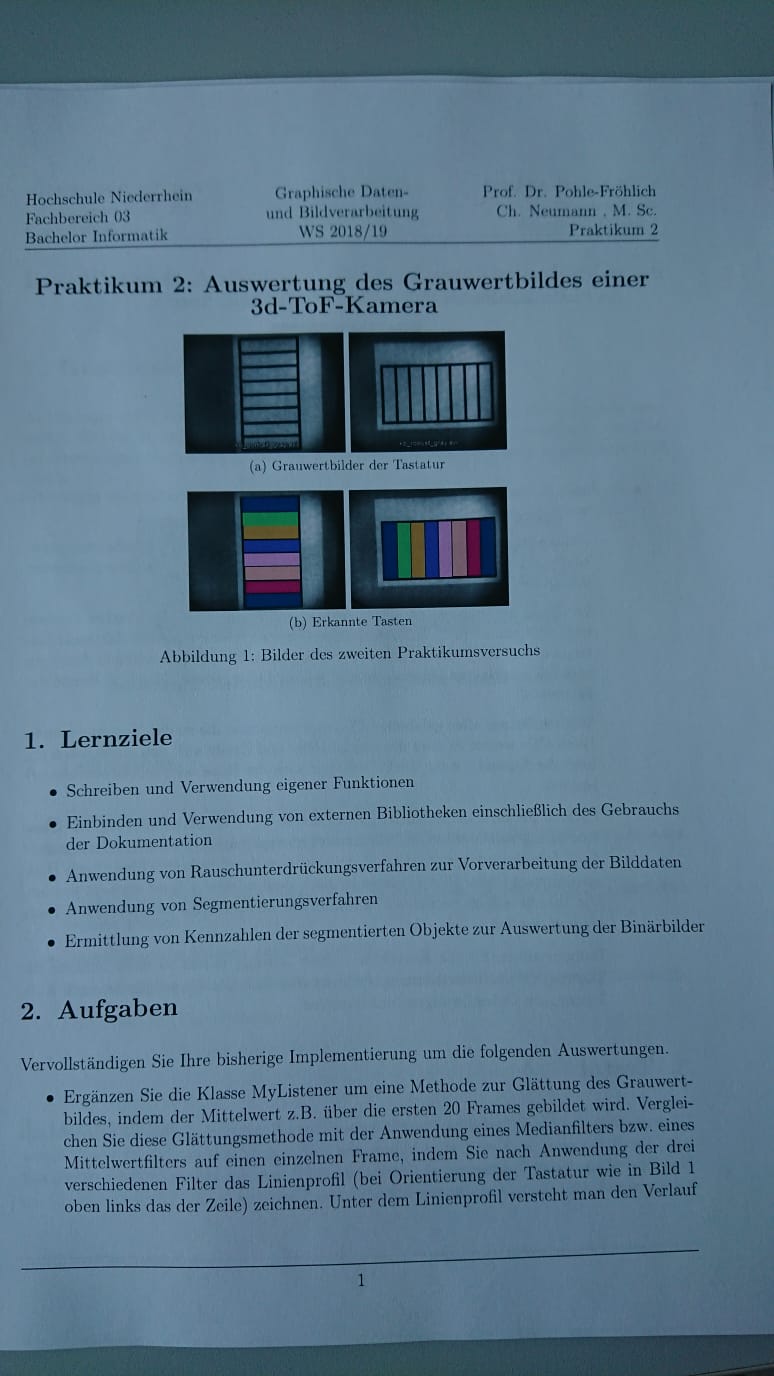 Hochschule Niederrhein
Fachbereich 03
Bachelor Informatik
Graphische Daten-
und Bildverarbeitung
WS 2018/19
Prof. Dr. Pohle-Fröhlich
Ch. Neumann , M. Sc.
Praktikum 2
Praktikum 2: Auswertung des Grauwertbildes einer
3d-ToF-Kamera
(a) Grauwertbilder der Tastatur
(b) Erkannte Tasten
Abbildung 1: Bilder des zweiten Praktikumsversuchs
1. Lernziele
• Schreiben und Verwendung eigener Funktionen
• Einbinden und Verwendung von externen Bibliotheken einschließlich des Gebrauchs
der Dokumentation
• Anwendung von Rauschunterdrückungsverfahren zur Vorverarbeitung der Bilddaten
• Anwendung von Segmentierungsverfahren
• Ermittlung von Kennzahlen der segmentierten Objekte zur Auswertung der Binärbilder
2. Aufgaben
Vervollständigen Sie Ihre bisherige Implementierung um die folgenden Auswertungen.
• Ergänzen Sie die Klasse MyListener um eine Methode zur Glättung des Grauwert-
bildes, indem der Mittelwert z.B. über die ersten 20 Frames gebildet wird. Verglei-
chen Sie diese Glättungsmethode mit der Anwendung eines Medianfilters bzw. eines
Mittelwertfilters auf einen einzelnen Frame, indem Sie nach Anwendung der drei
verschiedenen Filter das Linienprofil (bei Orientierung der Tastatur wie in Bild 1
oben links das der Zeile) zeichnen. Unter dem Linienprofil versteht man den Verlauf
1